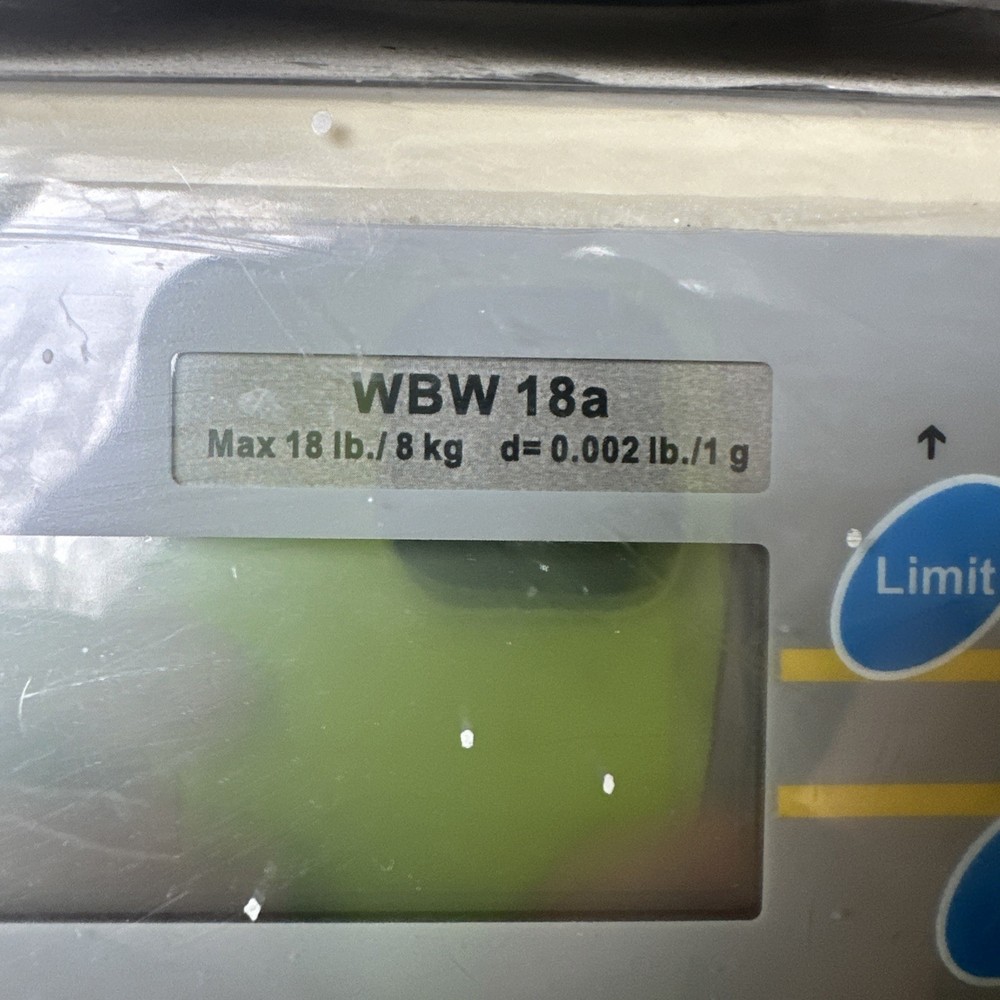 WBW 18a
Max 18 lb./ 8 kg d= 0.002 lb./1 g
Limit